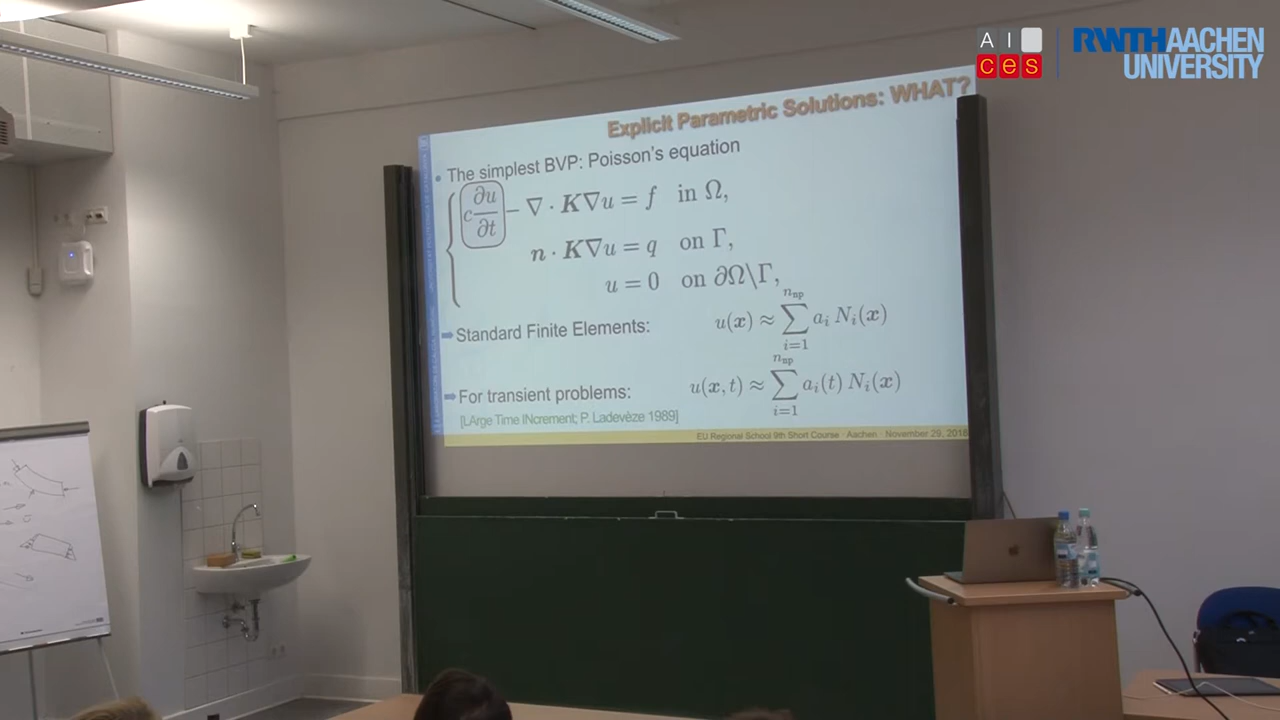 AICES
RWTHAACHEN
UNIVERSITY
Explicit Parametric Solutions: WHAT?
• The simplest BVP: Poisson's equation
c ∂u/∂t − ∇ · K∇u = f in Ω,
n · K∇u = q on Γ,
u = 0 on ∂Ω\Γ,
Standard Finite Elements: u(x) ≈ ∑_{i=1}^{n_np} a_i N_i(x)
For transient problems: u(x, t) ≈ ∑_{i=1}^{n_np} a_i(t) N_i(x)
[LArge Time INcrement; P. Ladevèze 1989]
EU Regional School 9th Short Course · Aachen · November 29, 2018